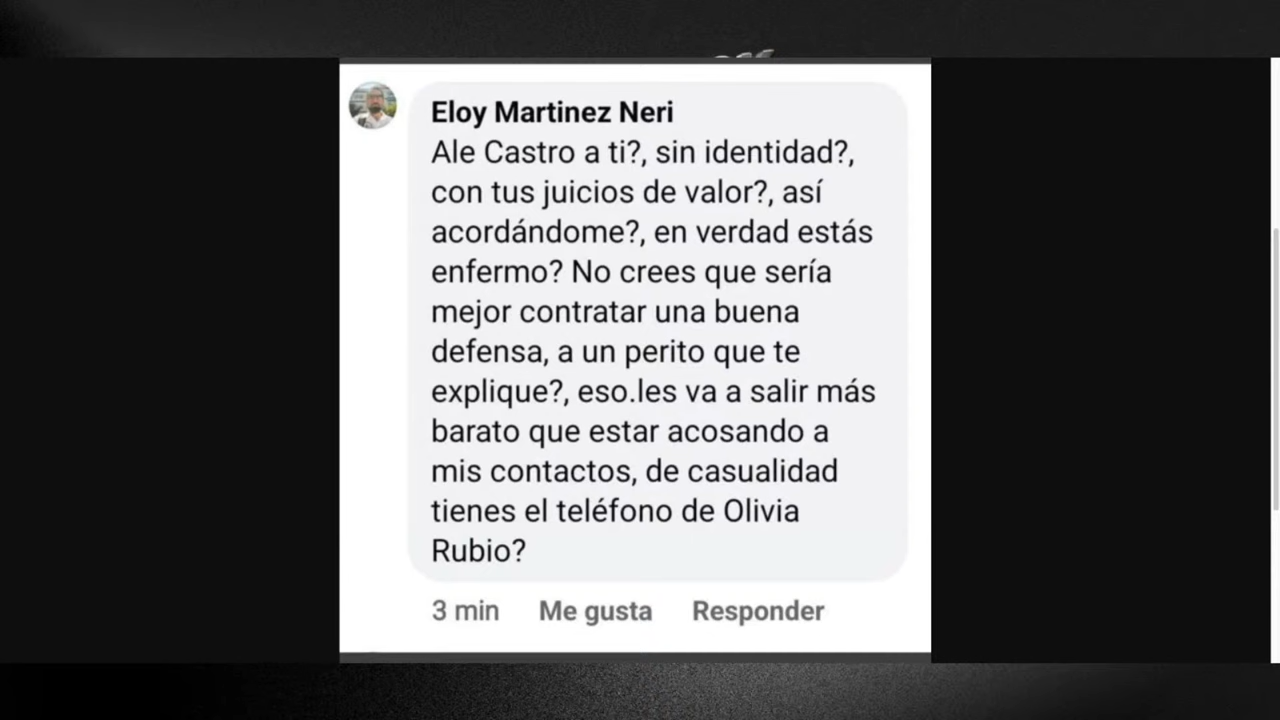 Eloy Martinez Neri
Ale Castro a ti?, sin identidad?,
con tus juicios de valor?, así
acordándome?, en verdad estás
enfermo? No crees que sería
mejor contratar una buena
defensa, a un perito que te
explique?, eso.les va a salir más
barato que estar acosando a
mis contactos, de casualidad
tienes el teléfono de Olivia
Rubio?
3 min Me gusta Responder